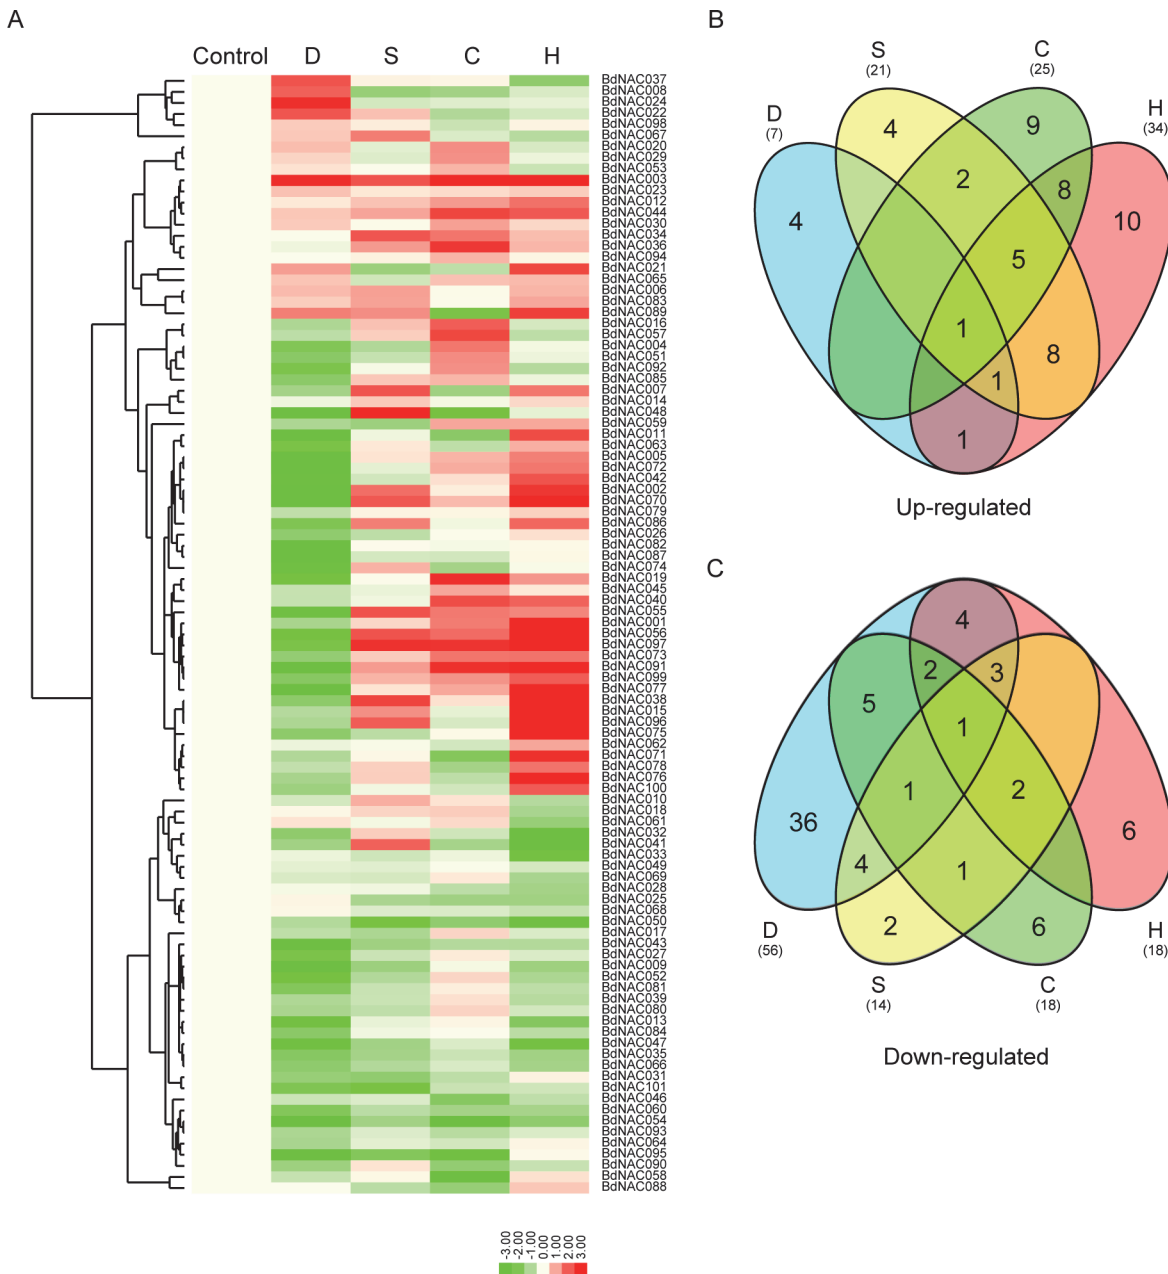 A
Control D S C H
BdNAC037
BdNAC008
BdNAC024
BdNAC022
BdNAC098
BdNAC067
BdNAC020
BdNAC029
BdNAC053
BdNAC003
BdNAC023
BdNAC012
BdNAC044
BdNAC030
BdNAC034
BdNAC036
BdNAC094
BdNAC021
BdNAC065
BdNAC006
BdNAC083
BdNAC089
BdNAC016
BdNAC057
BdNAC004
BdNAC051
BdNAC092
BdNAC085
BdNAC007
BdNAC014
BdNAC048
BdNAC059
BdNAC011
BdNAC063
BdNAC005
BdNAC072
BdNAC042
BdNAC002
BdNAC070
BdNAC079
BdNAC086
BdNAC026
BdNAC082
BdNAC087
BdNAC074
BdNAC019
BdNAC045
BdNAC040
BdNAC055
BdNAC001
BdNAC056
BdNAC097
BdNAC073
BdNAC091
BdNAC099
BdNAC077
BdNAC038
BdNAC015
BdNAC096
BdNAC075
BdNAC062
BdNAC071
BdNAC078
BdNAC076
BdNAC100
BdNAC010
BdNAC018
BdNAC061
BdNAC032
BdNAC041
BdNAC033
BdNAC049
BdNAC069
BdNAC028
BdNAC025
BdNAC068
BdNAC050
BdNAC017
BdNAC043
BdNAC027
BdNAC009
BdNAC052
BdNAC081
BdNAC039
BdNAC080
BdNAC013
BdNAC084
BdNAC047
BdNAC035
BdNAC066
BdNAC031
BdNAC101
BdNAC046
BdNAC060
BdNAC054
BdNAC093
BdNAC064
BdNAC095
BdNAC090
BdNAC058
BdNAC088
-3.00
-2.00
-1.00
0.00
1.00
2.00
3.00
B
S C
(21) (25)
D H
(7) (34)
4 9
2 8
4 10
5
1 8
1
1
Up-regulated
C
4
2 3
5 1
1 2
36 6
4 1
2 6
D H
(56) (18)
S C
(14) (18)
Down-regulated